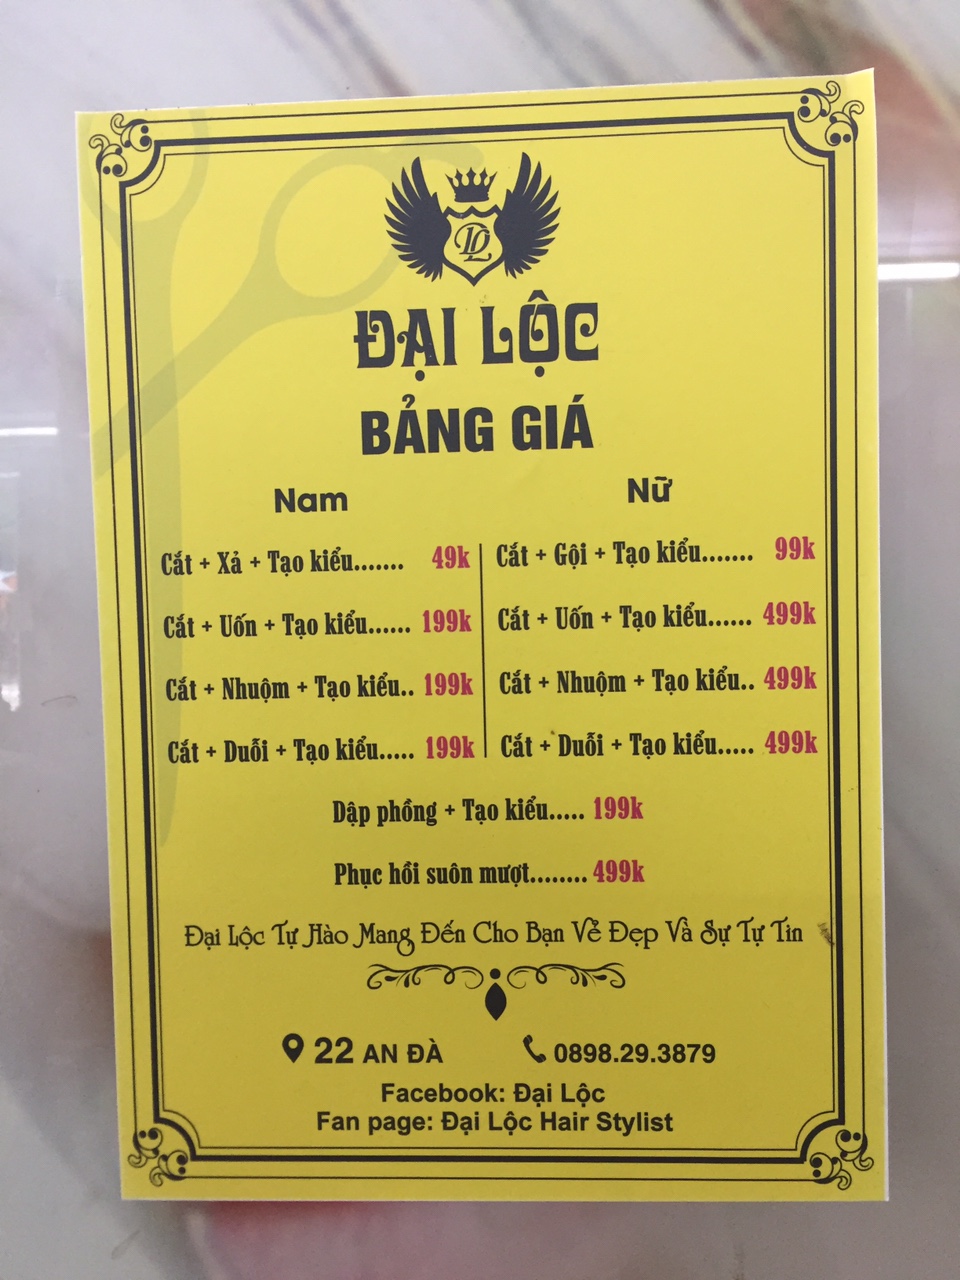 DL
ĐẠI LỘC
BẢNG GIÁ
Nam
Cắt + Xả + Tạo kiểu....... 49k
Cắt + Uốn + Tạo kiểu...... 199k
Cắt + Nhuộm + Tạo kiểu.. 199k
Cắt + Duỗi + Tạo kiểu..... 199k
Nữ
Cắt + Gội + Tạo kiểu....... 99k
Cắt + Uốn + Tạo kiểu...... 499k
Cắt + Nhuộm + Tạo kiểu.. 499k
Cắt + Duỗi + Tạo kiểu..... 499k
Dập phồng + Tạo kiểu..... 199k
Phục hồi suôn mượt........ 499k
Đại Lộc Tự Hào Mang Đến Cho Bạn Vẻ Đẹp Và Sự Tự Tin
22 AN ĐÀ
0898.29.3879
Facebook: Đại Lộc
Fan page: Đại Lộc Hair Stylist